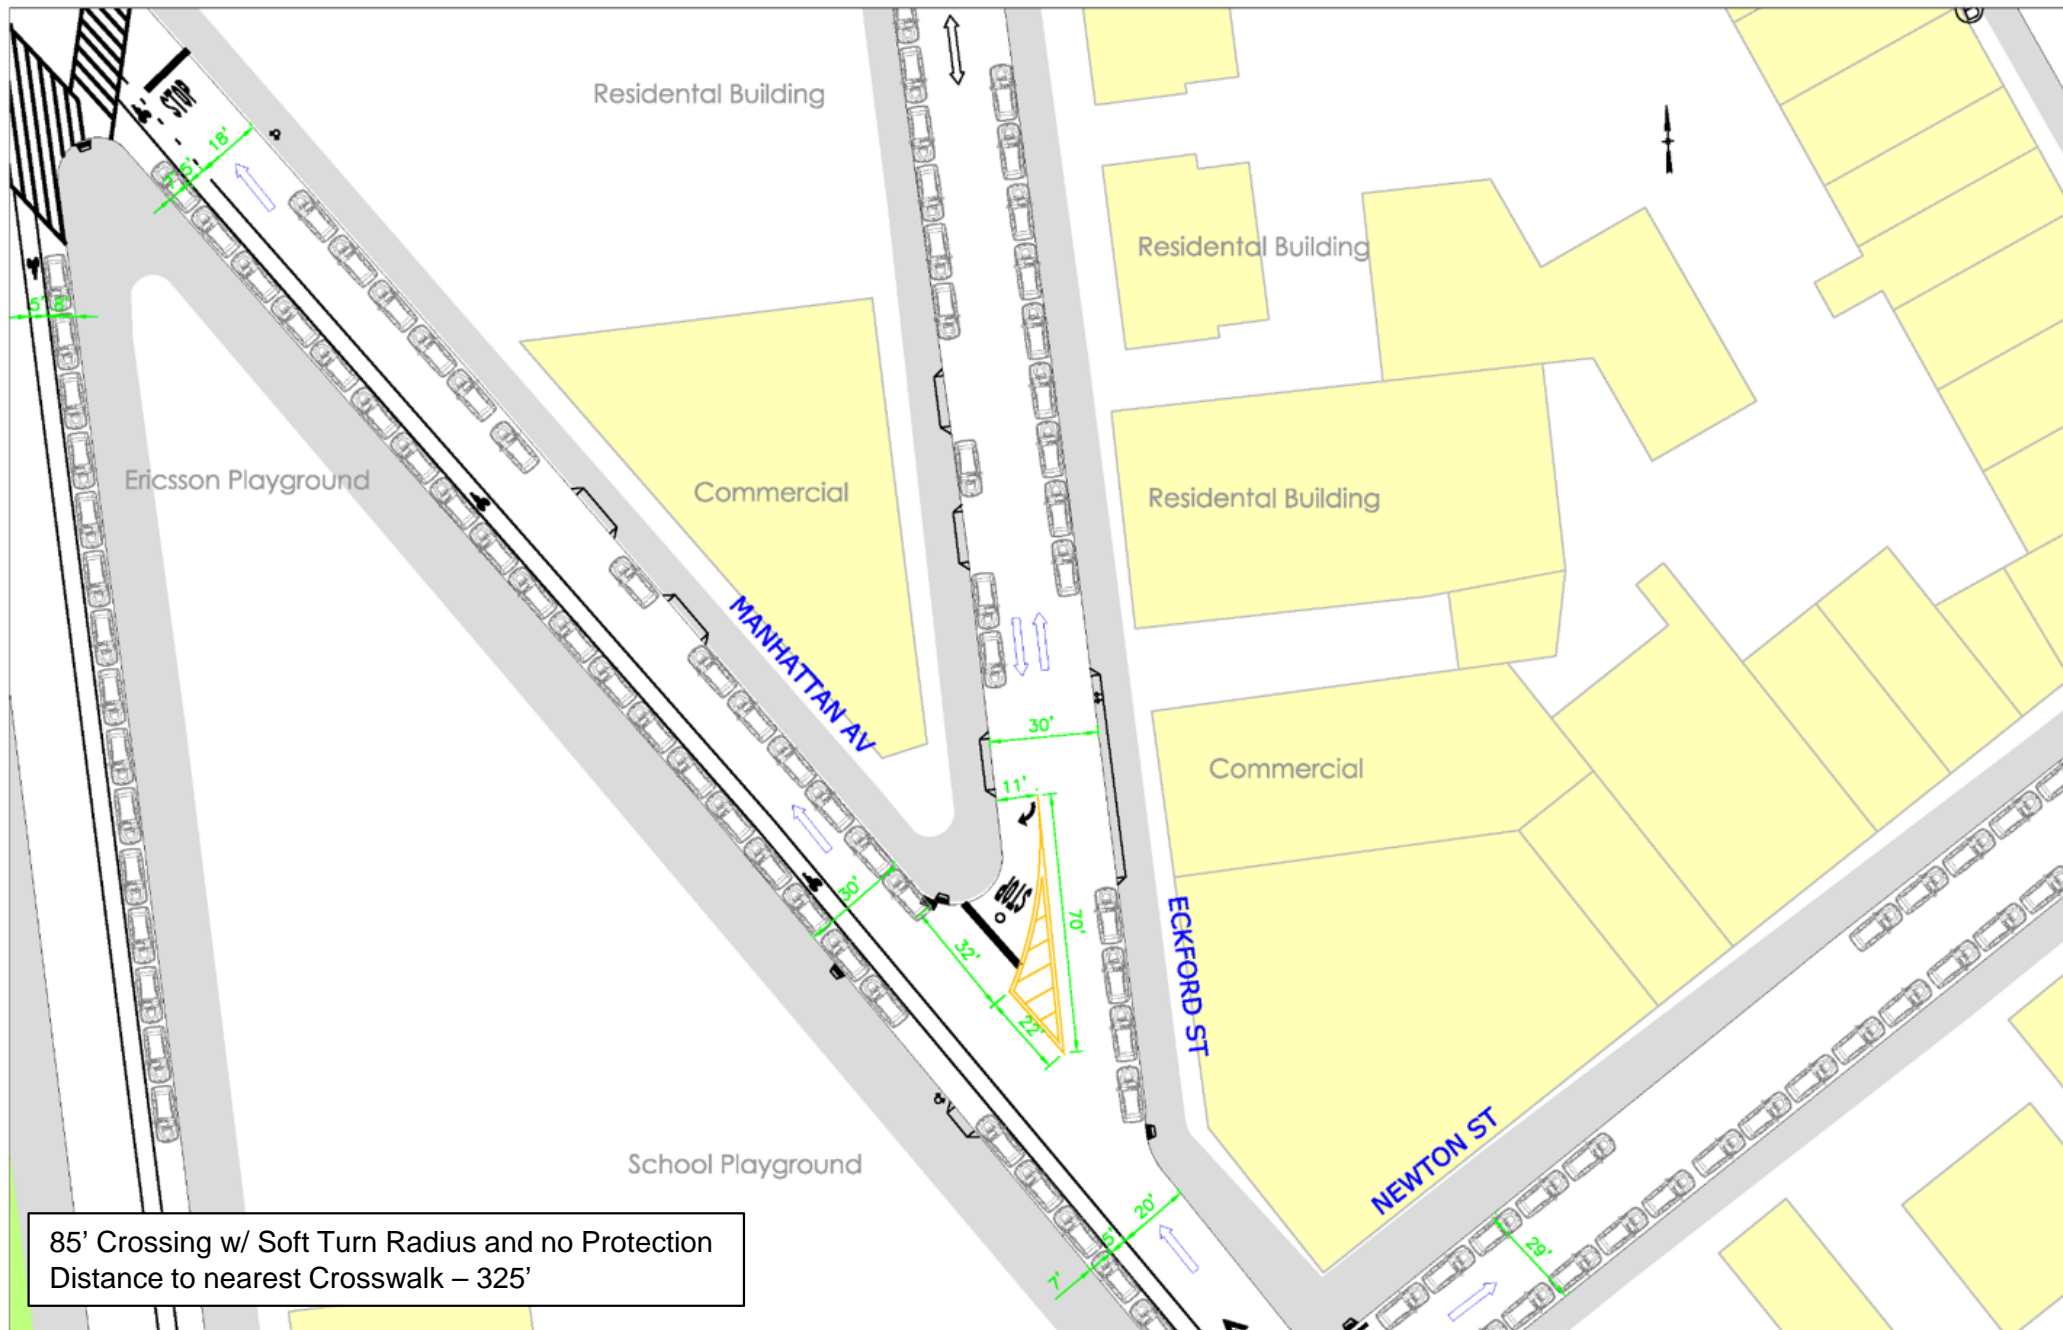 Residental Building
STOP
18'
5'
7'
Residental Building
5'
8'
Ericsson Playground
Commercial
Residental Building
MANHATTAN AV
30'
Commercial
11'
STOP
30'
70'
32'
22'
ECKFORD ST
School Playground
NEWTON ST
20'
5'
7'
29'
85’ Crossing w/ Soft Turn Radius and no Protection
Distance to nearest Crosswalk – 325’